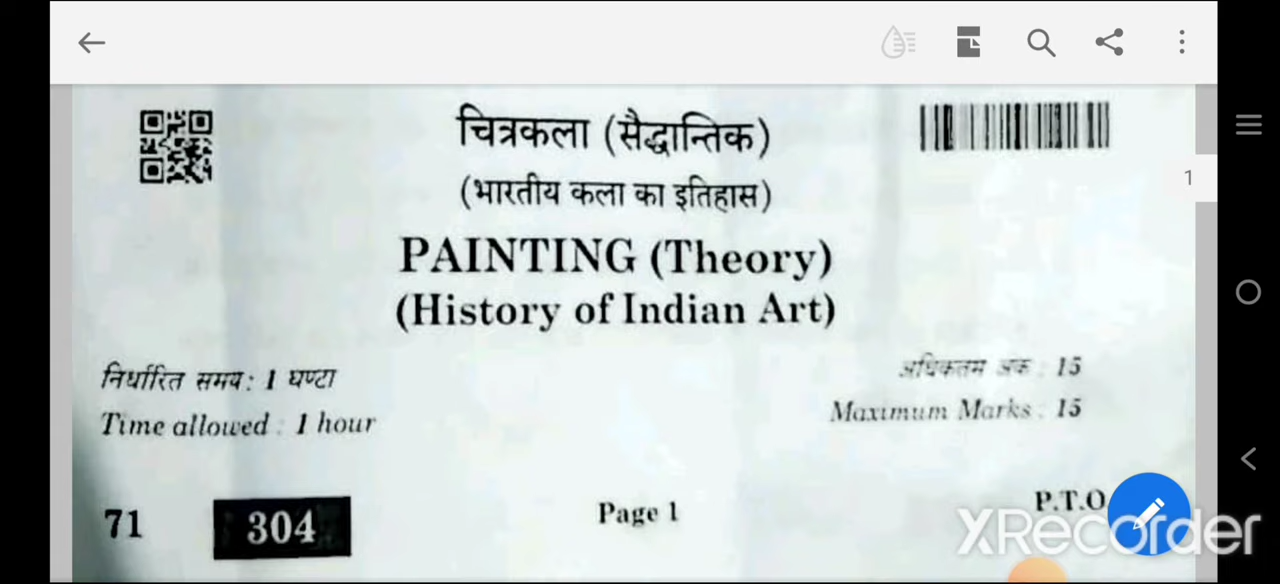 चित्रकला (सैद्धान्तिक)
(भारतीय कला का इतिहास)
PAINTING (Theory)
(History of Indian Art)
1
निर्धारित समय : 1 घण्टा
अधिकतम अंक : 15
Time allowed : 1 hour
Maximum Marks : 15
71
304
Page 1
P.T.O
XRecorder